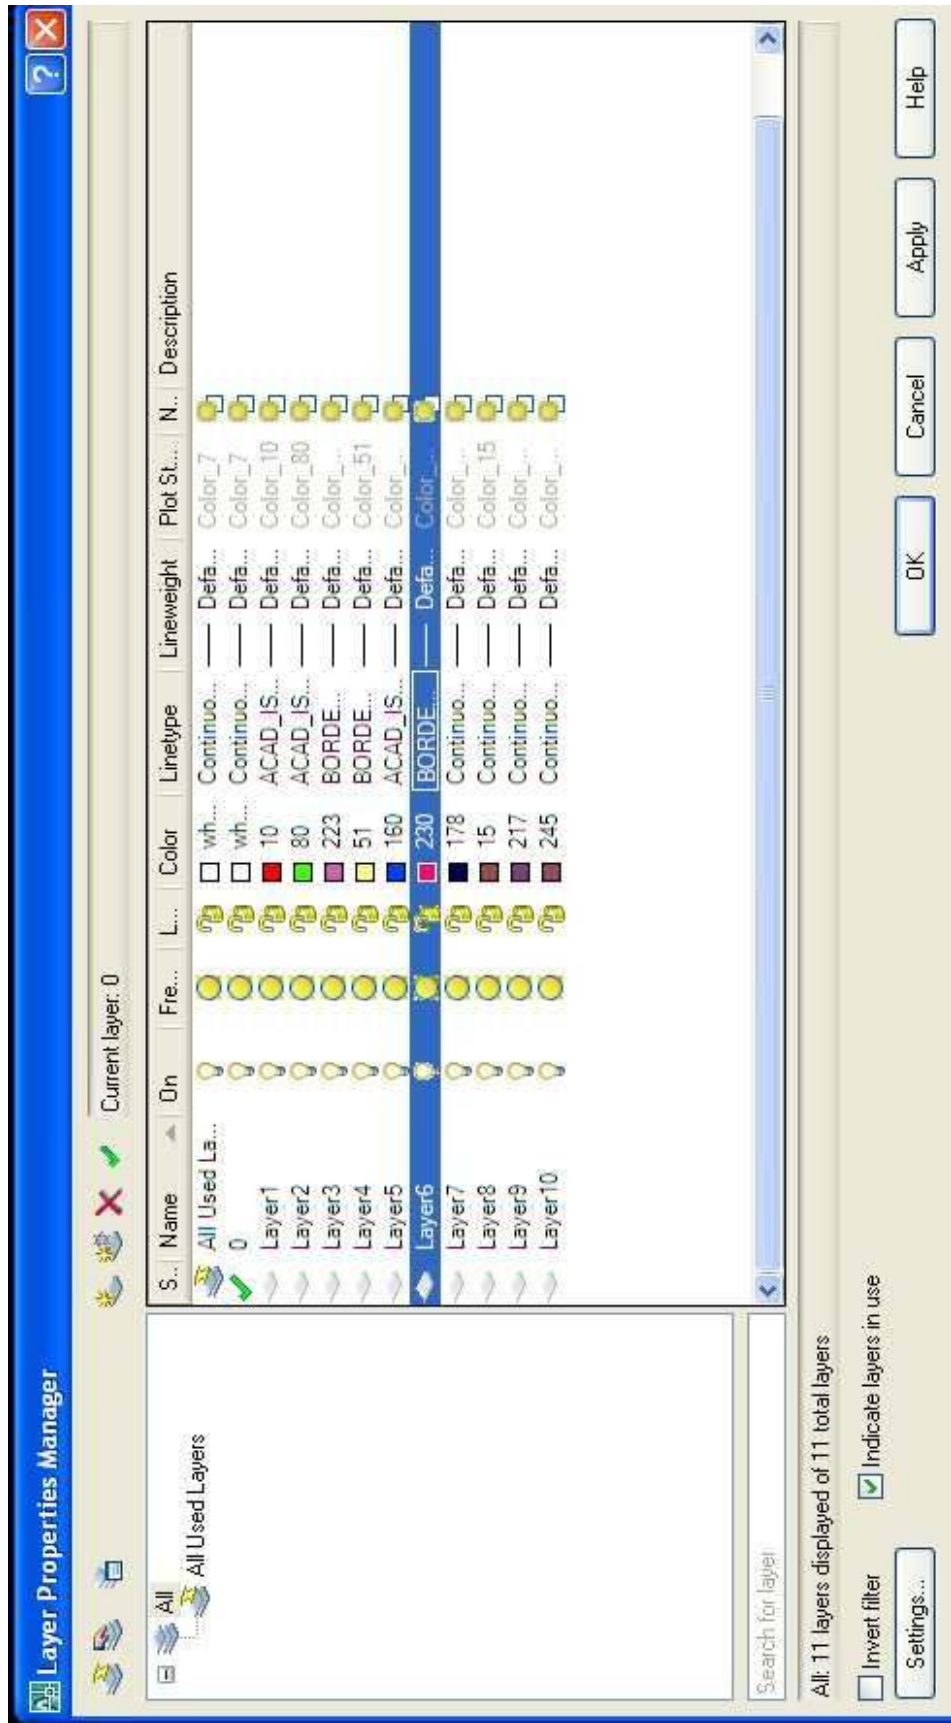 Layer Properties Manager
Current layer: 0
All
All Used Layers
S.. Name On Fre... L... Color Linetype Lineweight Plot St... N.. Description
All Used La... wh... Continuo... Defa... Color_7
0 wh... Continuo... Defa... Color_7
Layer1 10 ACAD_IS... Defa... Color_10
Layer2 80 ACAD_IS... Defa... Color_80
Layer3 223 BORDE... Defa... Color_...
Layer4 51 BORDE... Defa... Color_51
Layer5 160 ACAD_IS... Defa... Color_...
Layer6 230 BORDE... Defa... Color_...
Layer7 178 Continuo... Defa... Color_...
Layer8 15 Continuo... Defa... Color_15
Layer9 217 Continuo... Defa... Color_...
Layer10 245 Continuo... Defa... Color_...
Search for layer
All: 11 layers displayed of 11 total layers
Invert filter Indicate layers in use
Settings... OK Cancel Apply Help